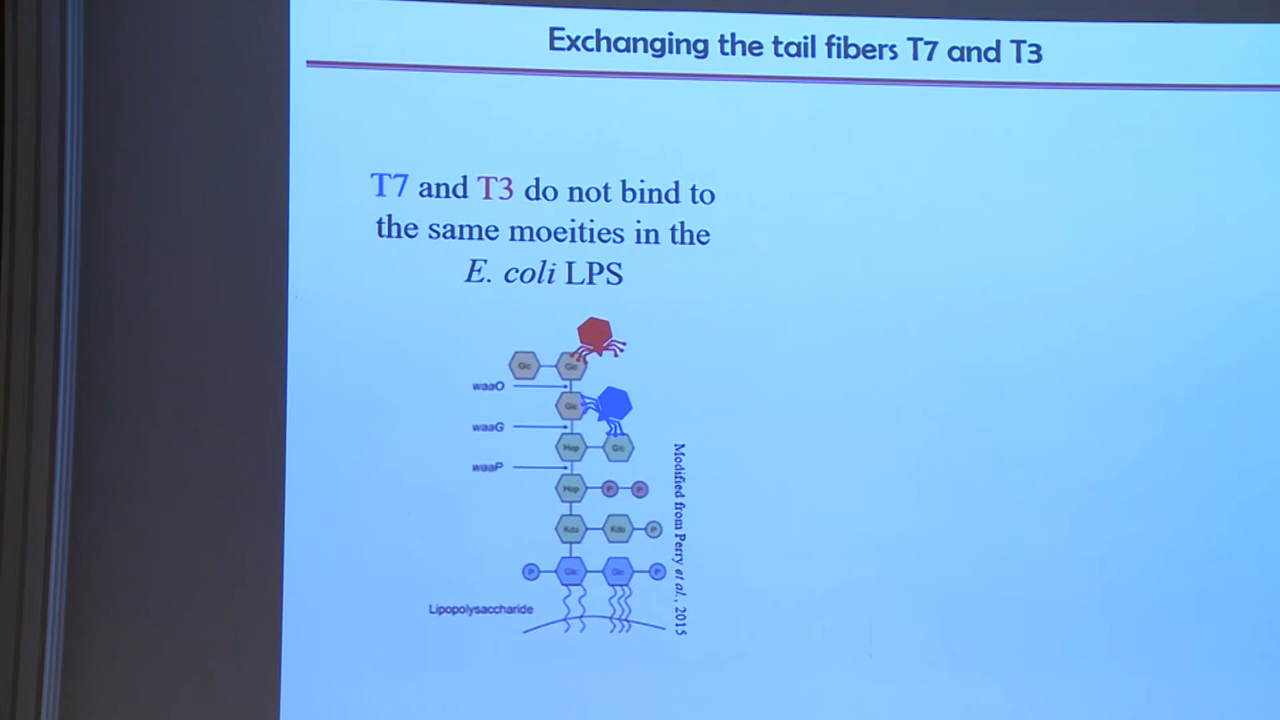 Exchanging the tail fibers T7 and T3
T7 and T3 do not bind to
the same moeities in the
E. coli LPS
Glc Glc
waaO
Glc
waaG
Hep Glc
waaP
Hep P P
Kdo Kdo P
P Glc Glc P
Lipopolysaccharide
Modified from Perry et al., 2015